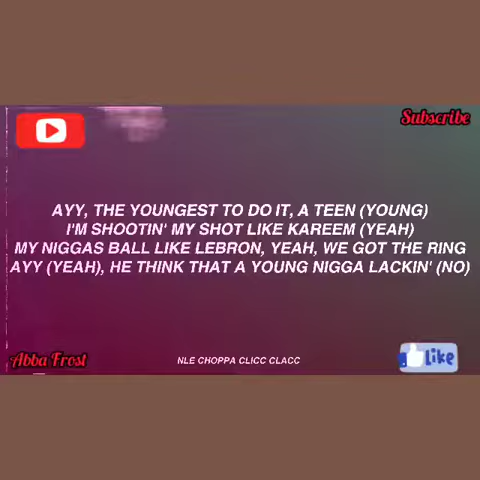 Subscribe
AYY, THE YOUNGEST TO DO IT, A TEEN (YOUNG)
I'M SHOOTIN' MY SHOT LIKE KAREEM (YEAH)
MY NIGGAS BALL LIKE LEBRON, YEAH, WE GOT THE RING
AYY (YEAH), HE THINK THAT A YOUNG NIGGA LACKIN' (NO)
Abba Frost
NLE CHOPPA CLICC CLACC
Like